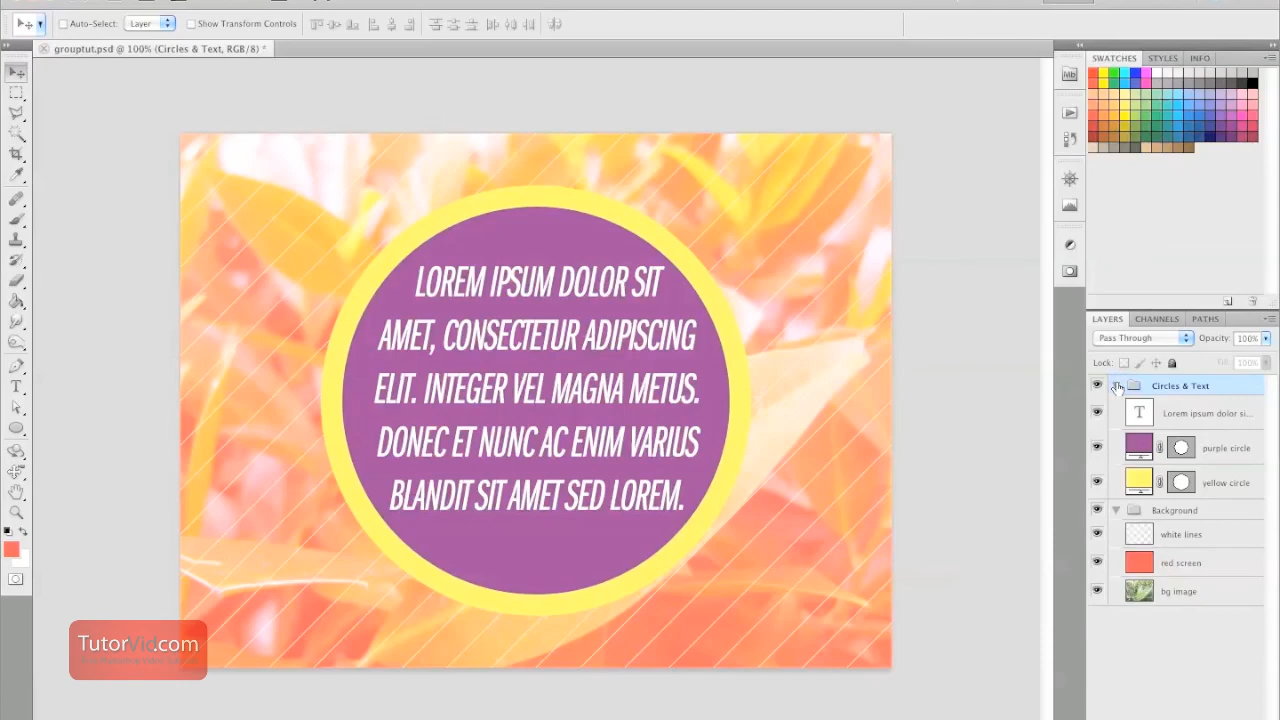 Auto-Select: Layer Show Transform Controls
grouptut.psd @ 100% (Circles & Text, RGB/8) *
SWATCHES STYLES INFO
Mb
LOREM IPSUM DOLOR SIT
AMET, CONSECTETUR ADIPISCING
ELIT. INTEGER VEL MAGNA METUS.
DONEC ET NUNC AC ENIM VARIUS
BLANDIT SIT AMET SED LOREM.
LAYERS CHANNELS PATHS
Pass Through Opacity: 100%
Lock: Fill: 100%
Circles & Text
T Lorem ipsum dolor si...
purple circle
yellow circle
Background
white lines
red screen
bg image
TutorVid.com